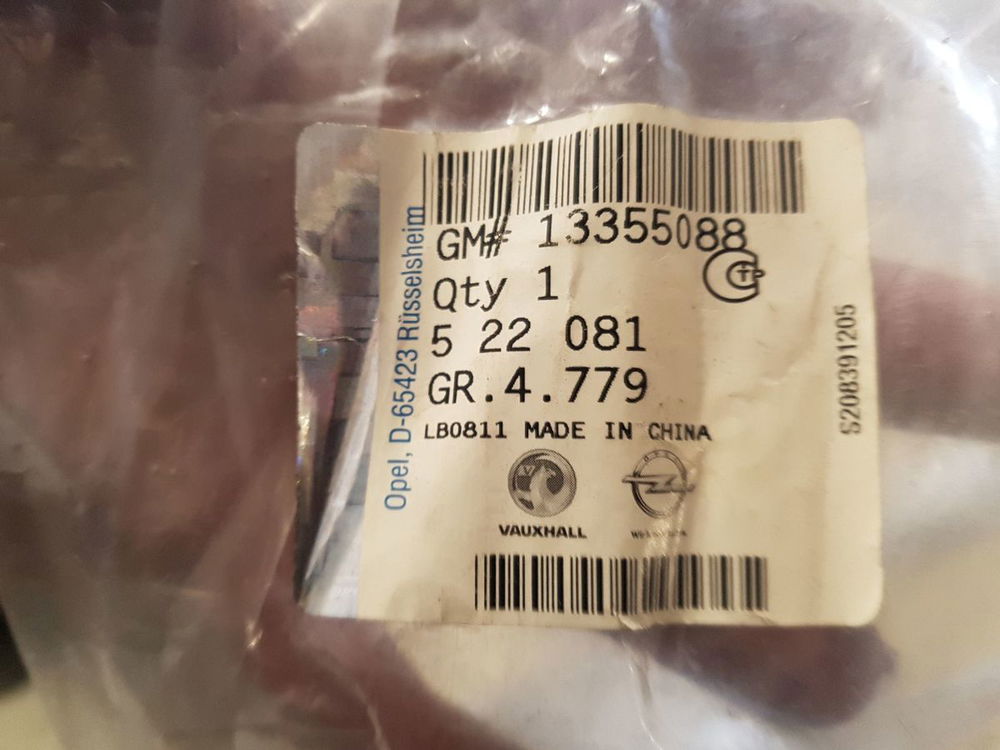 GM# 13355088
Qty 1
5 22 081
GR.4.779
LB0811 MADE IN CHINA
VAUXHALL
Opel, D-65423 Rüsselsheim
S208391205